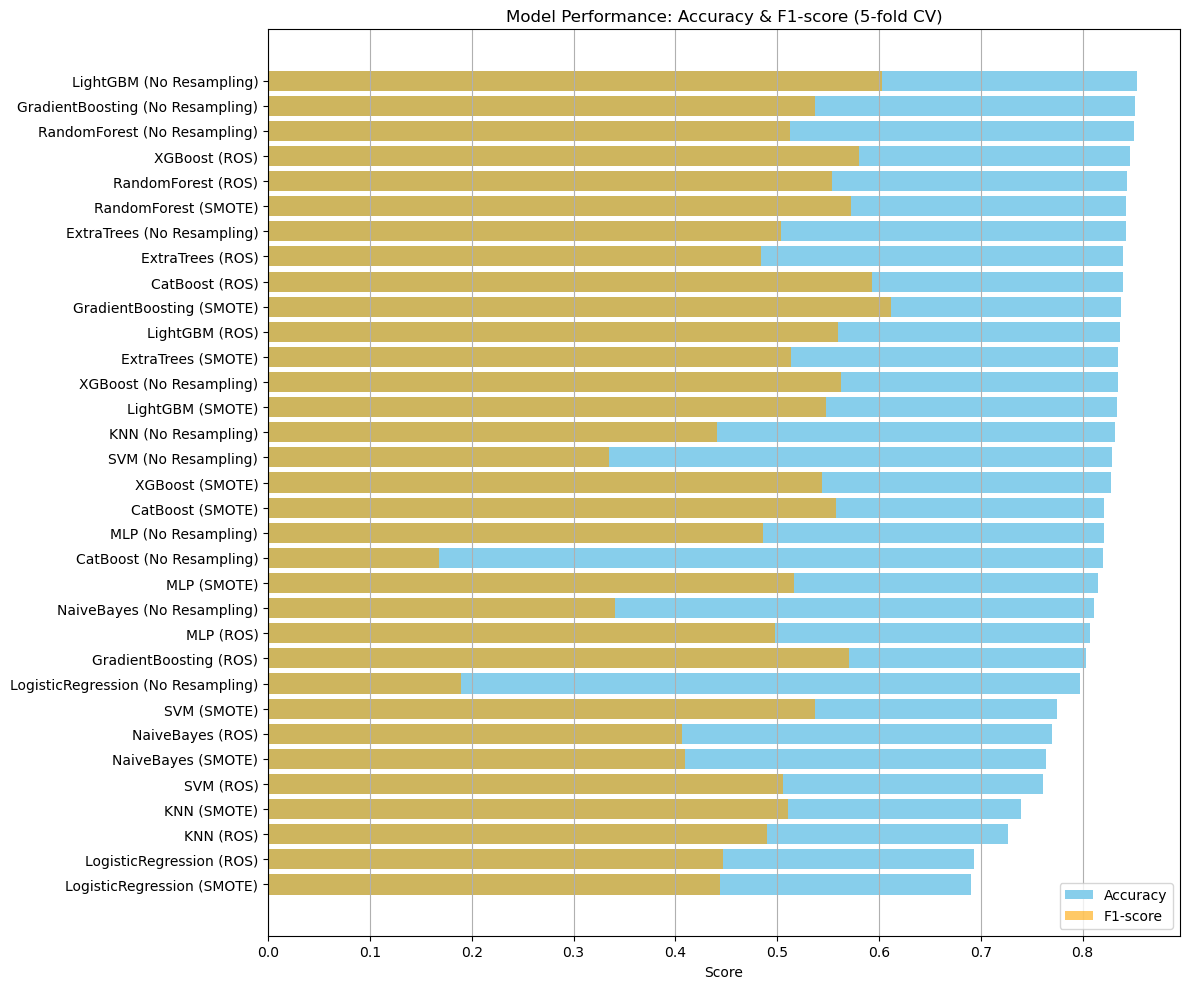 Model Performance: Accuracy & F1-score (5-fold CV)
LightGBM (No Resampling)
GradientBoosting (No Resampling)
RandomForest (No Resampling)
XGBoost (ROS)
RandomForest (ROS)
RandomForest (SMOTE)
ExtraTrees (No Resampling)
ExtraTrees (ROS)
CatBoost (ROS)
GradientBoosting (SMOTE)
LightGBM (ROS)
ExtraTrees (SMOTE)
XGBoost (No Resampling)
LightGBM (SMOTE)
KNN (No Resampling)
SVM (No Resampling)
XGBoost (SMOTE)
CatBoost (SMOTE)
MLP (No Resampling)
CatBoost (No Resampling)
MLP (SMOTE)
NaiveBayes (No Resampling)
MLP (ROS)
GradientBoosting (ROS)
LogisticRegression (No Resampling)
SVM (SMOTE)
NaiveBayes (ROS)
NaiveBayes (SMOTE)
SVM (ROS)
KNN (SMOTE)
KNN (ROS)
LogisticRegression (ROS)
LogisticRegression (SMOTE)
Accuracy
F1-score
0.0 0.1 0.2 0.3 0.4 0.5 0.6 0.7 0.8
Score